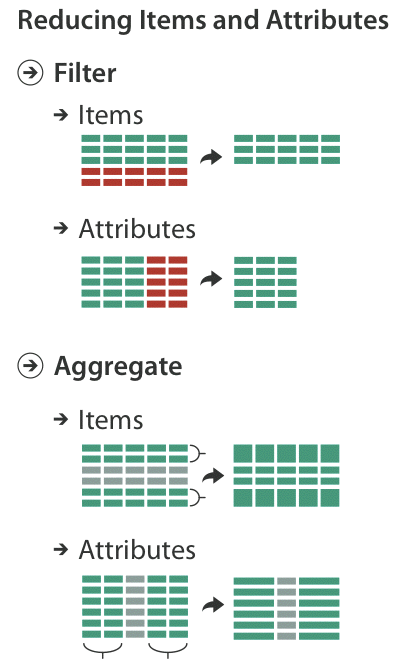 Reducing Items and Attributes
Filter
Items
Attributes
Aggregate
Items
Attributes